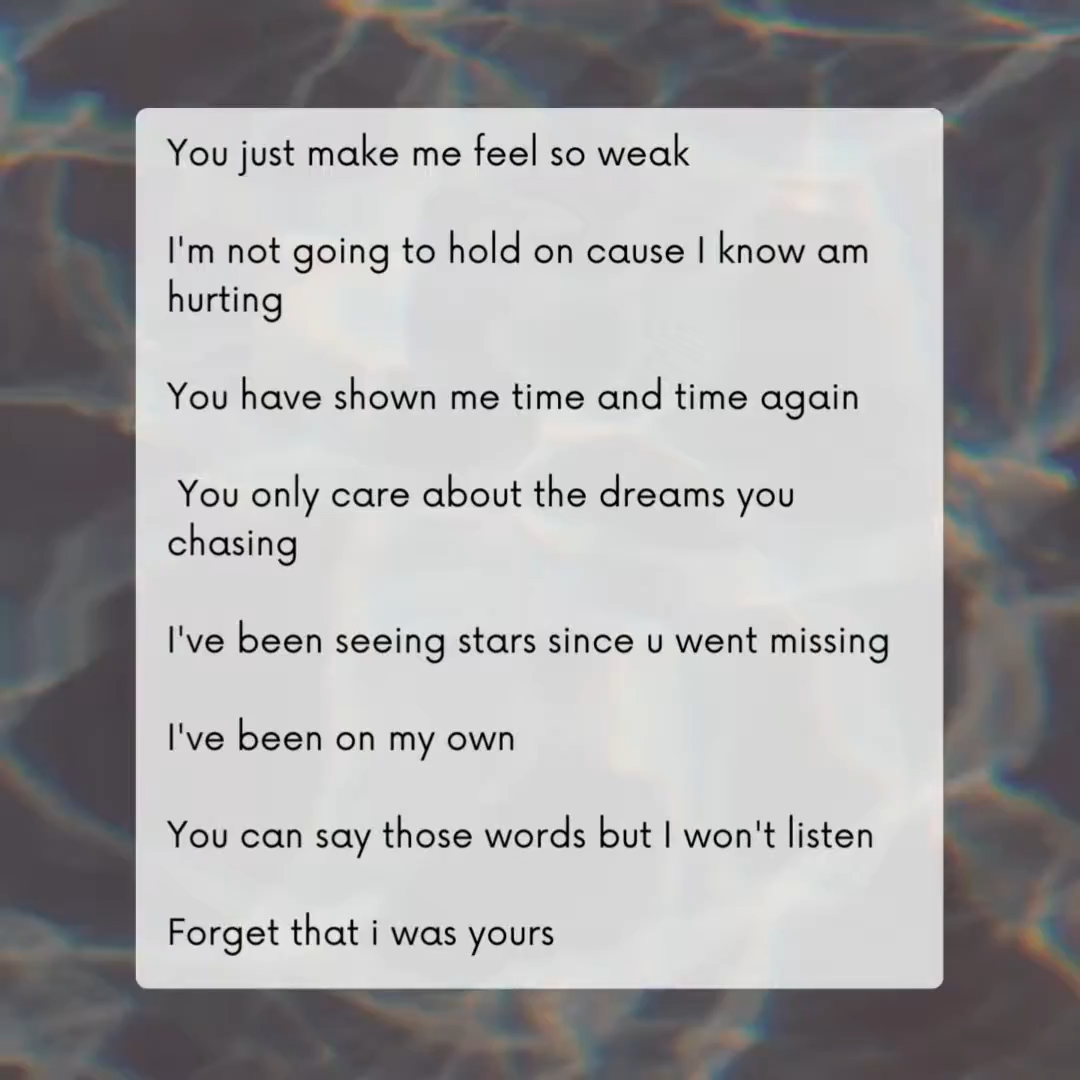 You just make me feel so weak
I'm not going to hold on cause I know am
hurting
You have shown me time and time again
You only care about the dreams you
chasing
I've been seeing stars since u went missing
I've been on my own
You can say those words but I won't listen
Forget that i was yours